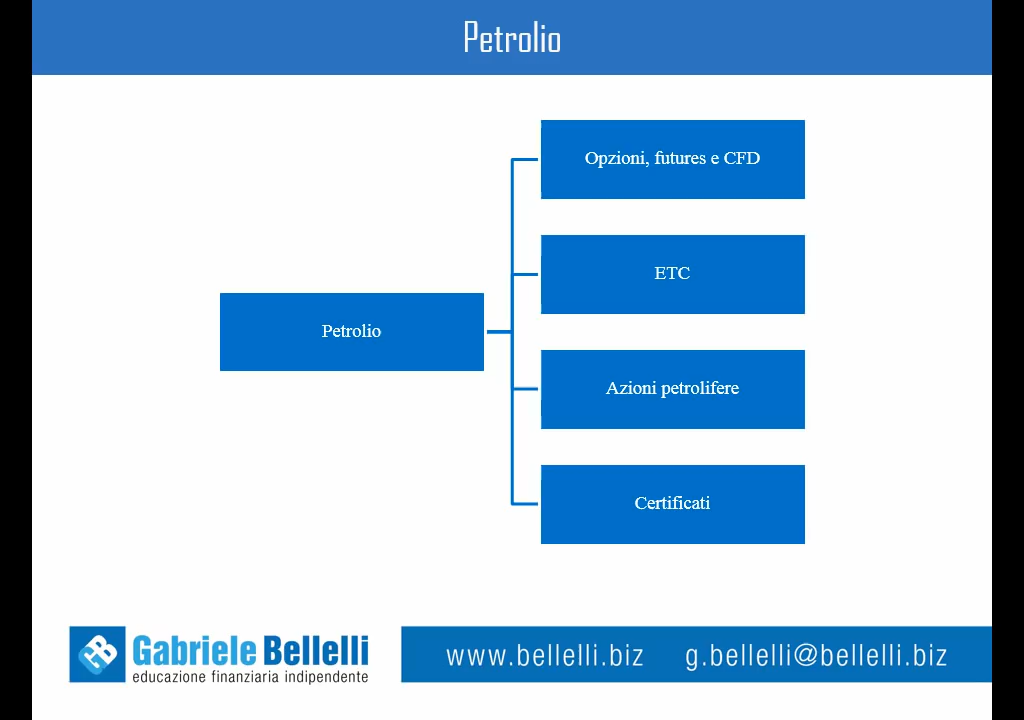 Petrolio
Opzioni, futures e CFD
ETC
Petrolio
Azioni petrolifere
Certificati
GB
Gabriele Bellelli
educazione finanziaria indipendente
www.bellelli.biz g.bellelli@bellelli.biz